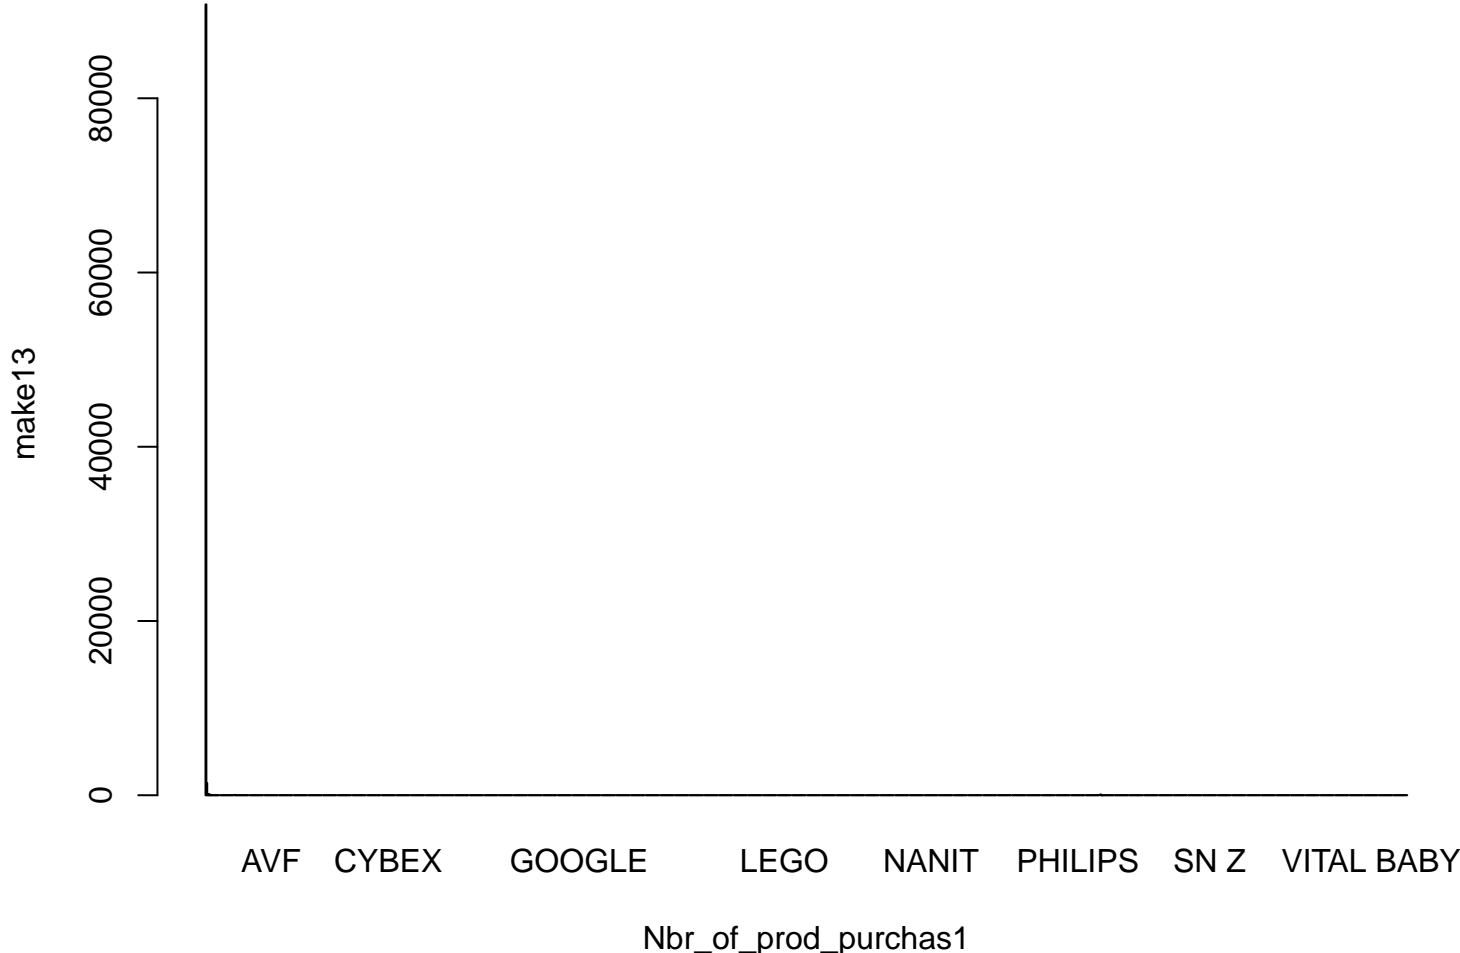 make13
80000
60000
40000
20000
0
AVF CYBEX GOOGLE LEGO NANIT PHILIPS SN Z VITAL BABY
Nbr_of_prod_purchas1